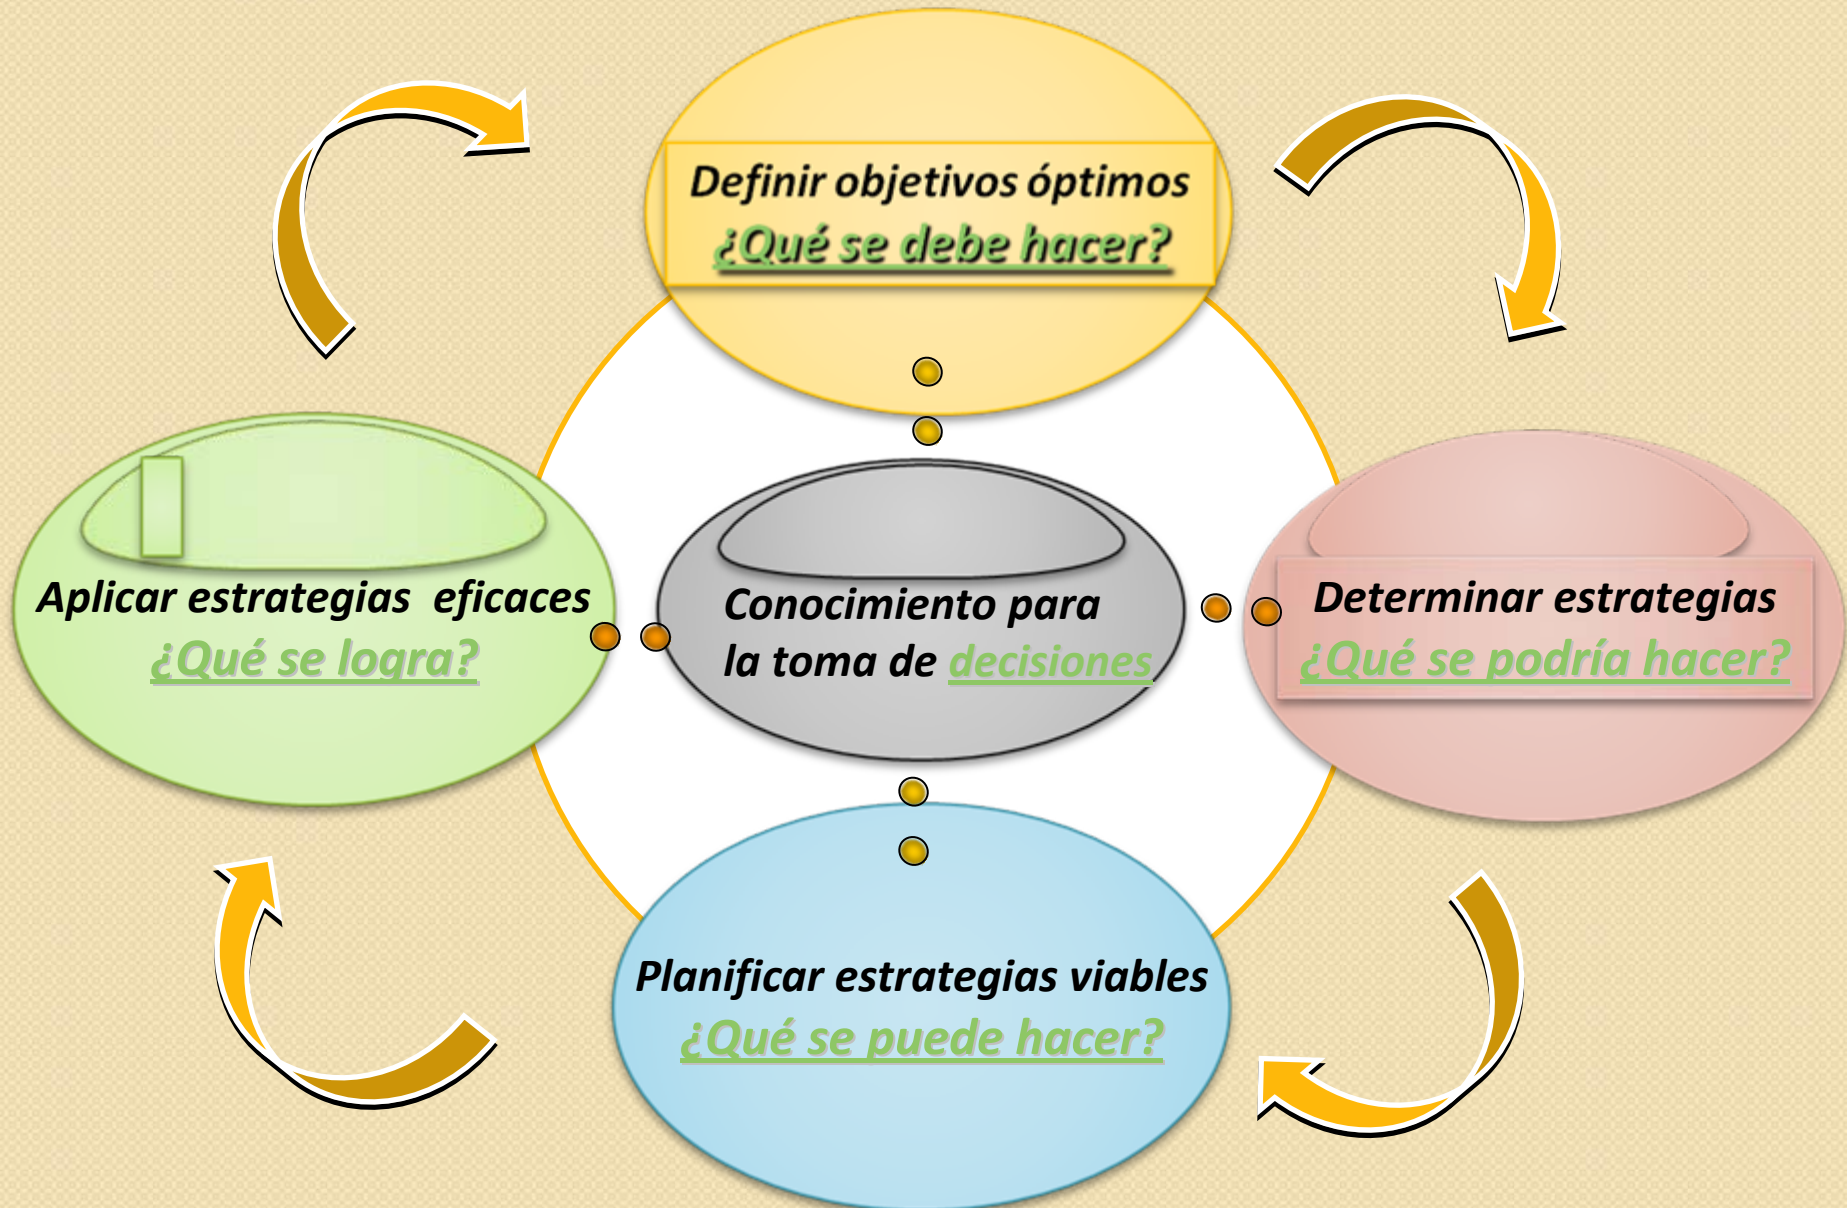 Definir objetivos óptimos
¿Qué se debe hacer?
Aplicar estrategias eficaces
¿Qué se logra?
Conocimiento para
la toma de decisiones
Determinar estrategias
¿Qué se podría hacer?
Planificar estrategias viables
¿Qué se puede hacer?